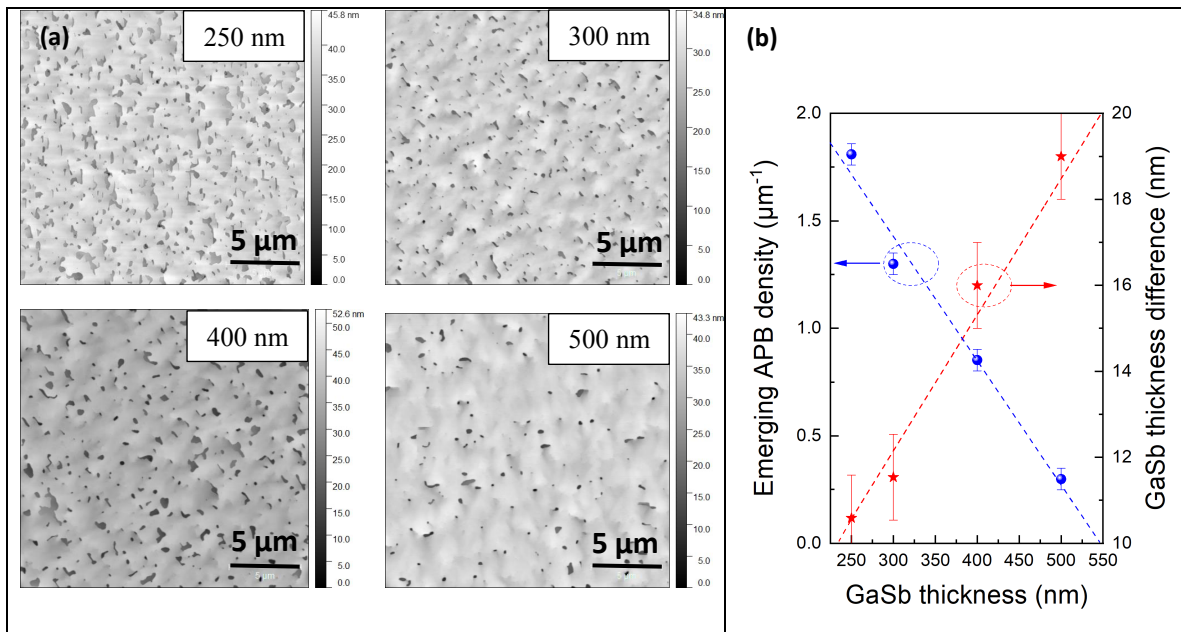 (a)
250 nm
5 µm
45.8 nm
40.0
35.0
30.0
25.0
20.0
15.0
10.0
5.0
0.0
300 nm
5 µm
34.8 nm
30.0
25.0
20.0
15.0
10.0
5.0
0.0
400 nm
5 µm
52.6 nm
50.0
45.0
40.0
35.0
30.0
25.0
20.0
15.0
10.0
5.0
0.0
500 nm
5 µm
43.3 nm
40.0
35.0
30.0
25.0
20.0
15.0
10.0
5.0
0.0
(b)
Emerging APB density (µm⁻¹)
2.0
1.5
1.0
0.5
0.0
20
18
16
14
12
10
GaSb thickness difference (nm)
250 300 350 400 450 500 550
GaSb thickness (nm)